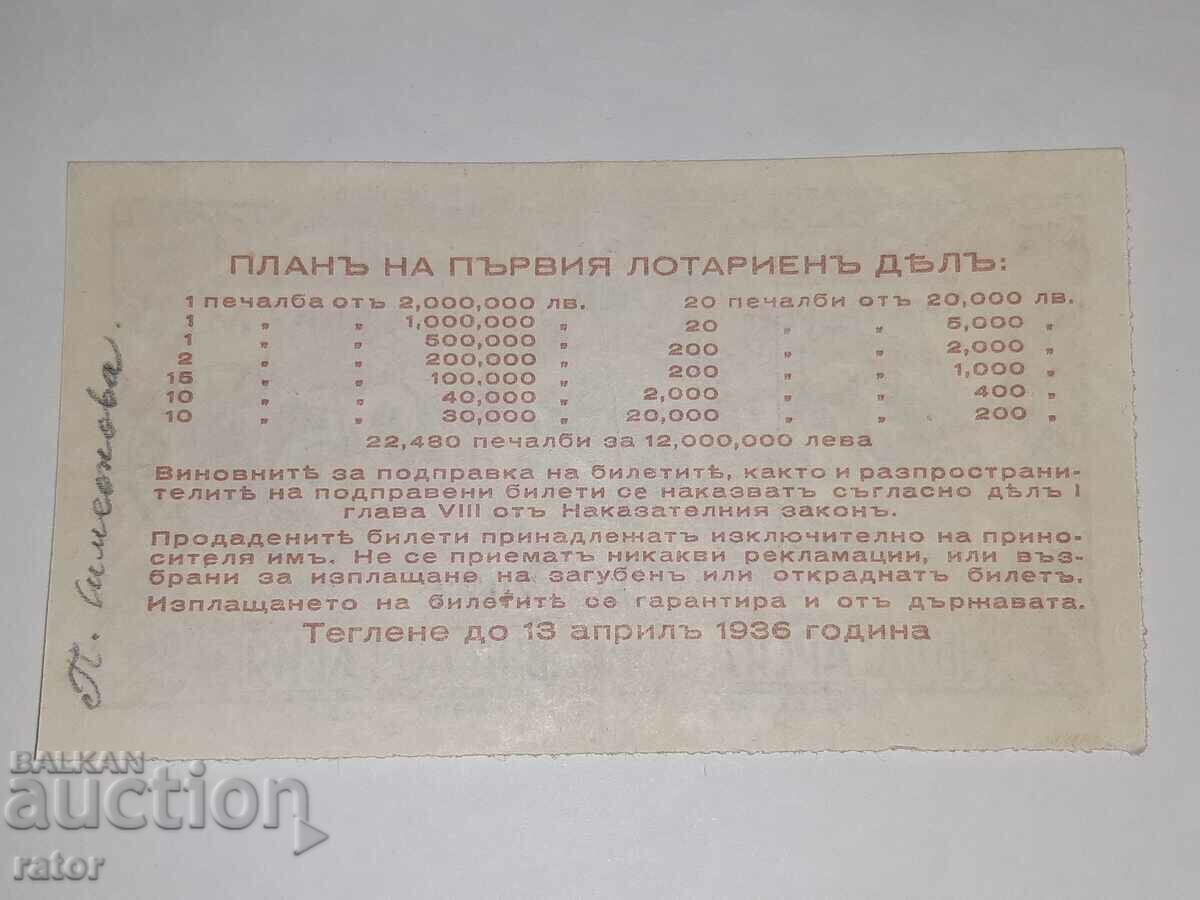 ПЛАНЪ НА ПЪРВИЯ ЛОТАРИЕНЪ ДѢЛЪ:
1 печалба отъ 2,000,000 лв.
1 „ „ 1,000,000 „
1 „ „ 500,000 „
2 „ „ 200,000 „
15 „ „ 100,000 „
10 „ „ 40,000 „
10 „ „ 30,000 „
20 печалби отъ 20,000 лв.
20 „ „ 5,000 „
200 „ „ 2,000 „
200 „ „ 1,000 „
2,000 „ „ 400 „
20,000 „ „ 200 „
22,480 печалби за 12,000,000 лева
Виновнитѣ за подправка на билетитѣ, както и разпространи-
телитѣ на подправени билети се наказватъ съгласно дѣлъ I
глава VIII отъ Наказателния законъ.
Продаденитѣ билети принадлежатъ изключително на прино-
сителя имъ. Не се приематъ никакви рекламации, или въз-
брани за изплащане на загубенъ или откраднатъ билетъ.
Изплащането на билетитѣ се гарантира и отъ държавата.
Теглене до 13 априлъ 1936 година
П. Симеонова.
BALKAN
auction
rator